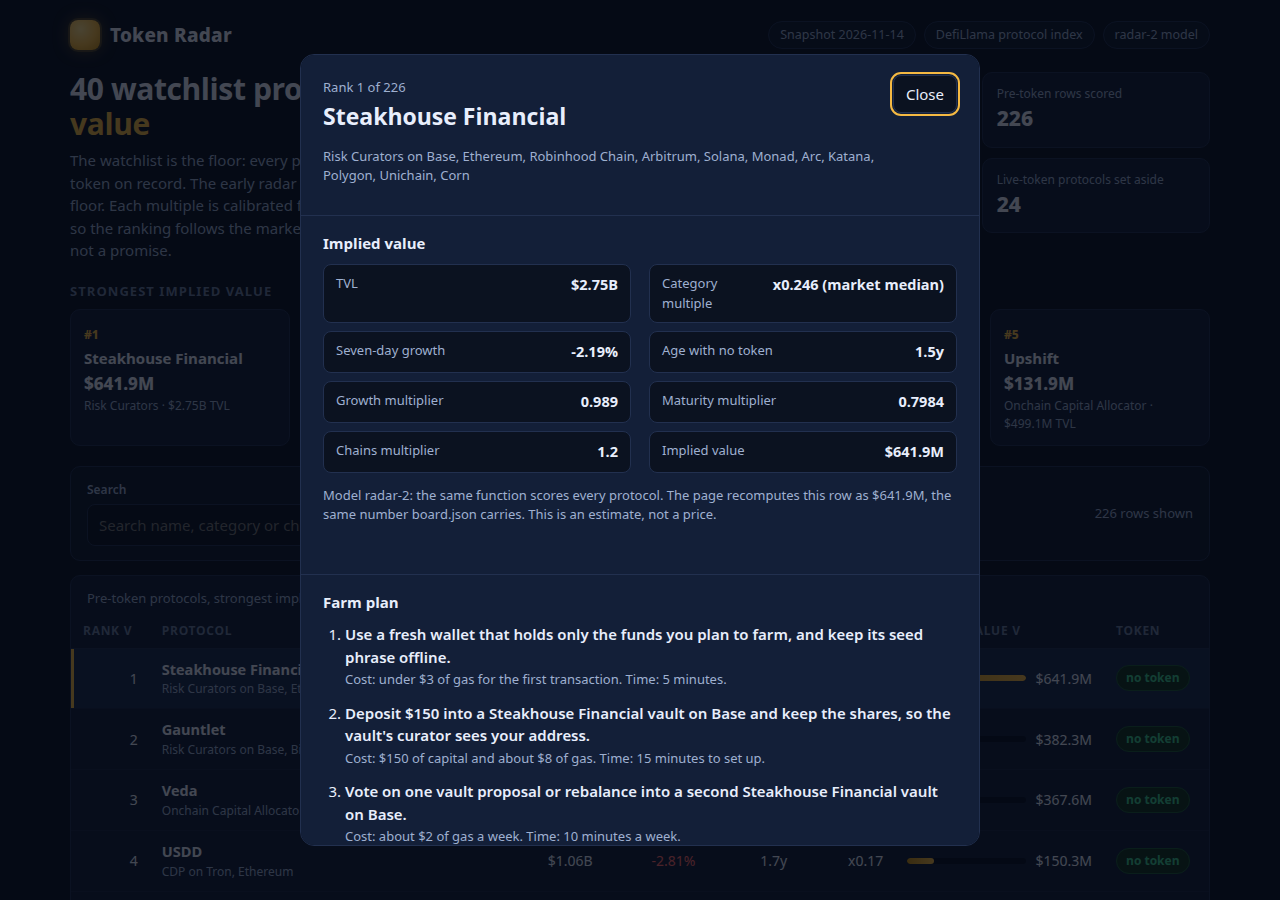 Token Radar
Snapshot 2026-11-14
DefiLlama protocol index
radar-2 model
40 watchlist pro
value
The watchlist is the floor: every p
token on record. The early radar
floor. Each multiple is calibrated f
so the ranking follows the marke
not a promise.
Pre-token rows scored
226
Live-token protocols set aside
24
STRONGEST IMPLIED VALUE
#1
Steakhouse Financial
$641.9M
Risk Curators · $2.75B TVL
#5
Upshift
$131.9M
Onchain Capital Allocator ·
$499.1M TVL
Search
Search name, category or ch
226 rows shown
Pre-token protocols, strongest impl
RANK V
PROTOCOL
ALUE V
TOKEN
1
Steakhouse Financi
Risk Curators on Base, Et
$641.9M
no token
2
Gauntlet
Risk Curators on Base, Bi
$382.3M
no token
3
Veda
Onchain Capital Allocato
$367.6M
no token
4
USDD
CDP on Tron, Ethereum
$1.06B
-2.81%
1.7y
x0.17
$150.3M
no token
Rank 1 of 226
Steakhouse Financial
Close
Risk Curators on Base, Ethereum, Robinhood Chain, Arbitrum, Solana, Monad, Arc, Katana,
Polygon, Unichain, Corn
Implied value
TVL
$2.75B
Category
multiple
x0.246 (market median)
Seven-day growth
-2.19%
Age with no token
1.5y
Growth multiplier
0.989
Maturity multiplier
0.7984
Chains multiplier
1.2
Implied value
$641.9M
Model radar-2: the same function scores every protocol. The page recomputes this row as $641.9M, the
same number board.json carries. This is an estimate, not a price.
Farm plan
1. Use a fresh wallet that holds only the funds you plan to farm, and keep its seed
phrase offline.
Cost: under $3 of gas for the first transaction. Time: 5 minutes.
2. Deposit $150 into a Steakhouse Financial vault on Base and keep the shares, so the
vault's curator sees your address.
Cost: $150 of capital and about $8 of gas. Time: 15 minutes to set up.
3. Vote on one vault proposal or rebalance into a second Steakhouse Financial vault
on Base.
Cost: about $2 of gas a week. Time: 10 minutes a week.